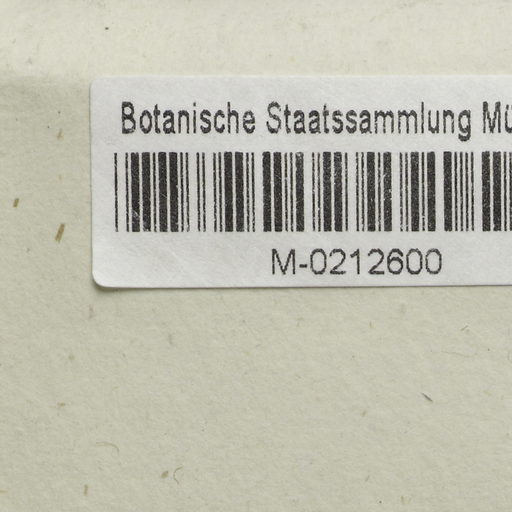 Botanische Staatssammlung Mü
M-0212600